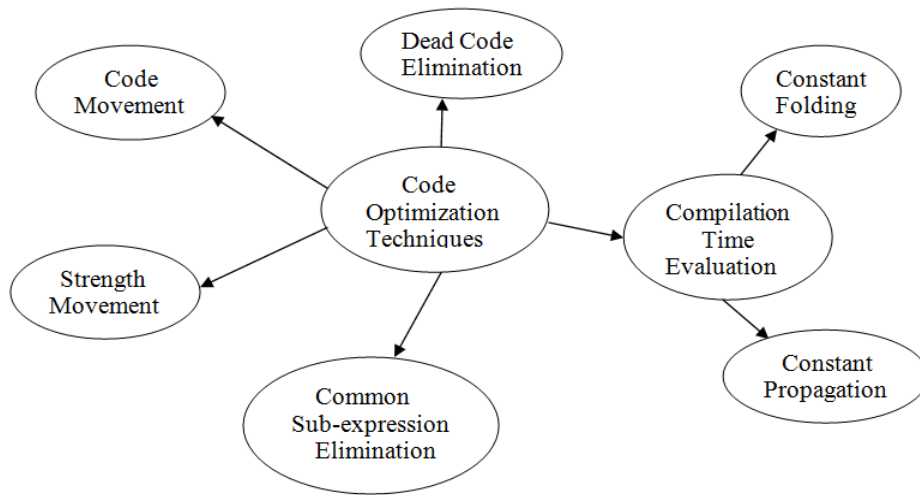 Dead Code
Elimination
Code
Movement
Constant
Folding
Code
Optimization
Techniques
Compilation
Time
Evaluation
Strength
Movement
Common
Sub-expression
Elimination
Constant
Propagation